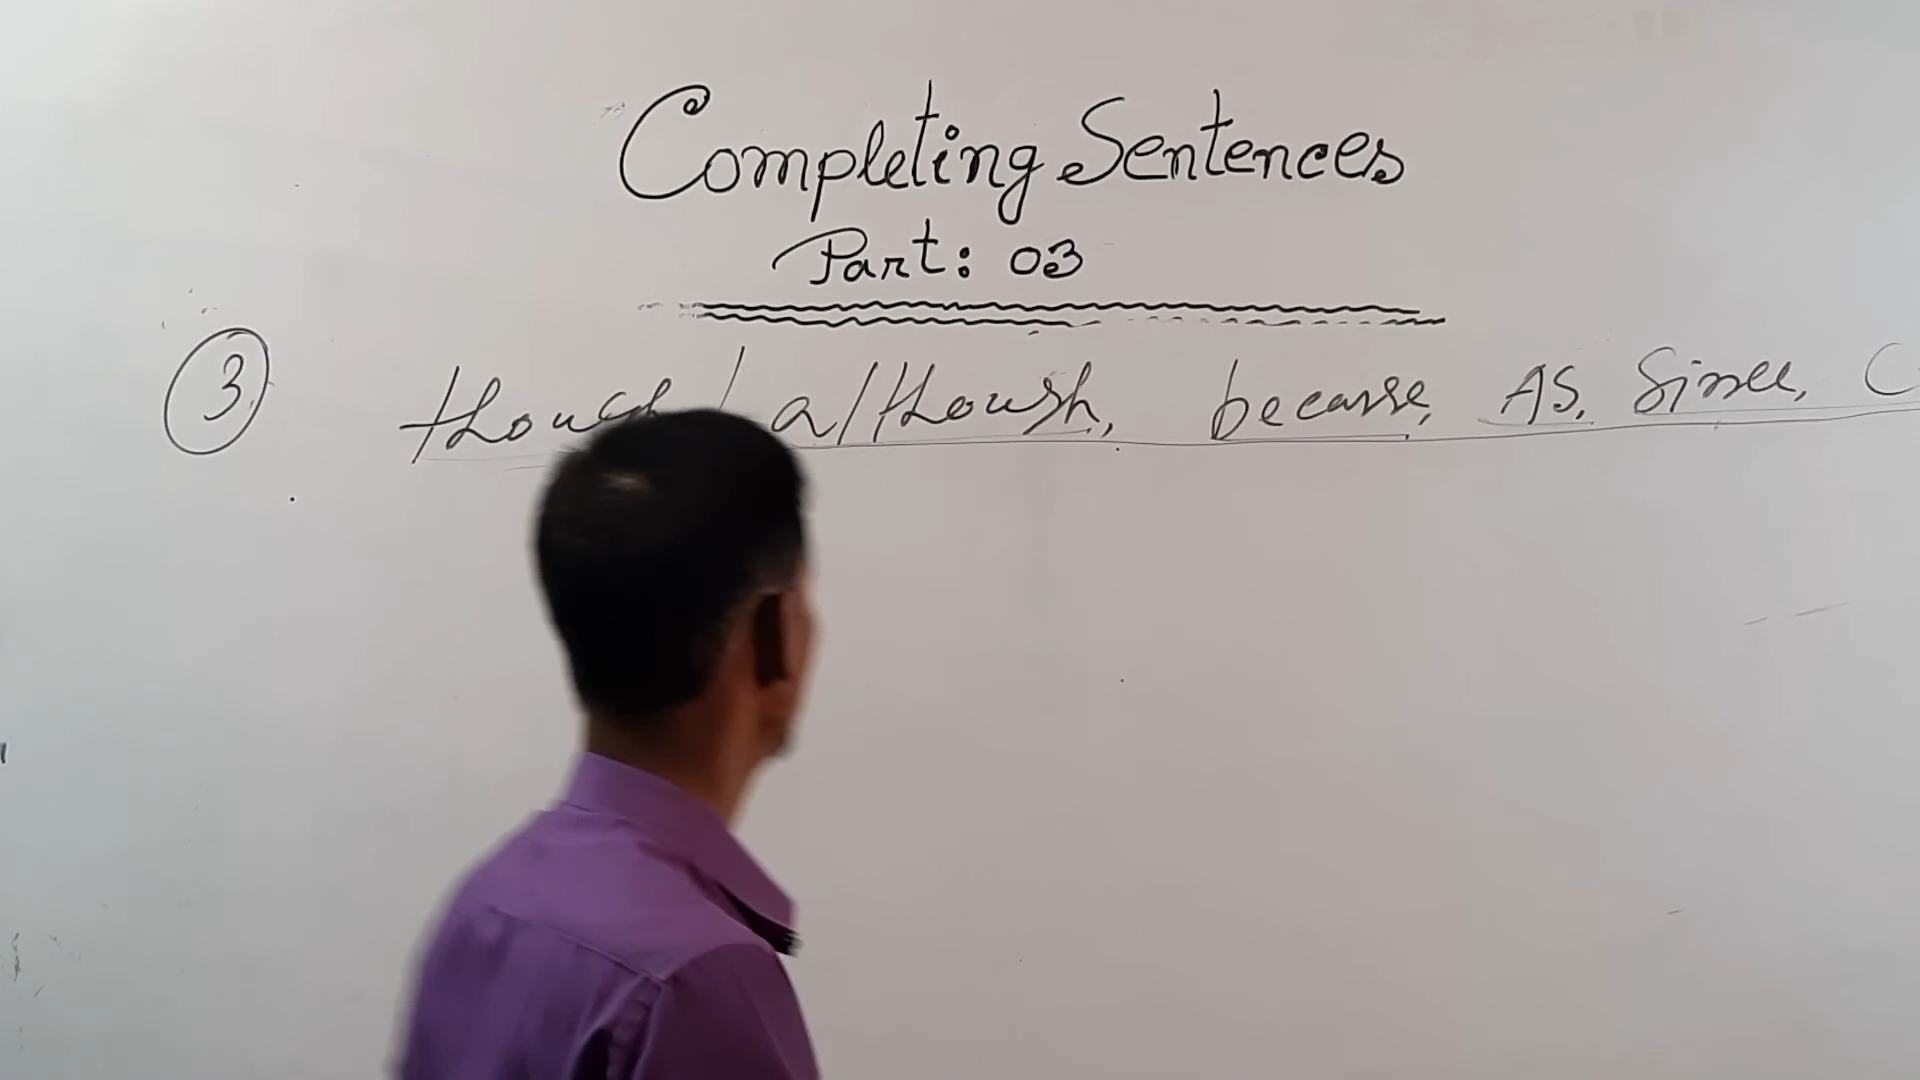 Completing Sentences
Part: 03
3 though / although, because, AS, Since, C